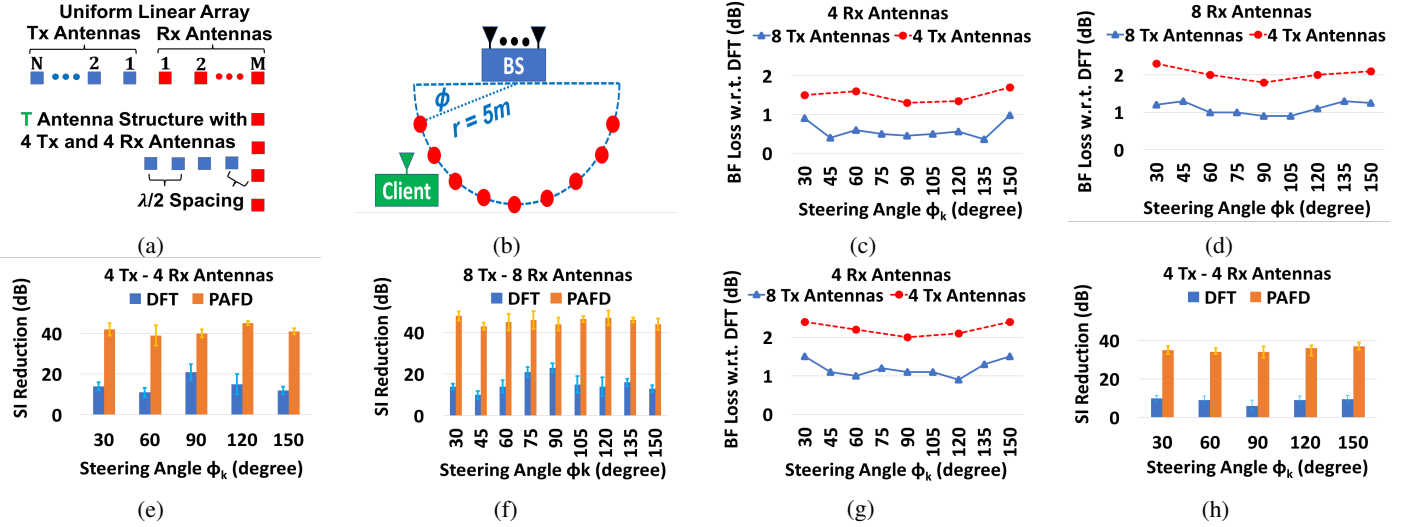 Uniform Linear Array
Tx Antennas Rx Antennas
N 2 1 1 2 M
T Antenna Structure with
4 Tx and 4 Rx Antennas
λ/2 Spacing
(a)
BS
ϕ
r = 5m
Client
(b)
4 Rx Antennas
8 Tx Antennas 4 Tx Antennas
BF Loss w.r.t. DFT (dB)
2
1
0
30 45 60 75 90 105 120 135 150
Steering Angle ϕk (degree)
(c)
8 Rx Antennas
8 Tx Antennas 4 Tx Antennas
BF Loss w.r.t. DFT (dB)
2
1
0
30 45 60 75 90 105 120 135 150
Steering Angle ϕk (degree)
(d)
4 Tx - 4 Rx Antennas
DFT PAFD
SI Reduction (dB)
40
20
0
30 60 90 120 150
Steering Angle ϕk (degree)
(e)
8 Tx - 8 Rx Antennas
DFT PAFD
SI Reduction (dB)
40
20
0
30 45 60 75 90 105 120 135 150
Steering Angle ϕk (degree)
(f)
4 Rx Antennas
8 Tx Antennas 4 Tx Antennas
BF Loss w.r.t. DFT (dB)
2
1
0
30 45 60 75 90 105 120 135 150
Steering Angle ϕk (degree)
(g)
4 Tx - 4 Rx Antennas
DFT PAFD
SI Reduction (dB)
40
20
0
30 60 90 120 150
Steering Angle ϕk (degree)
(h)